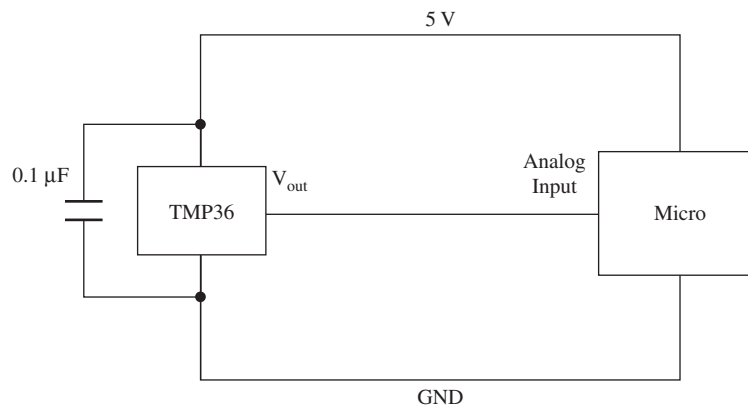 5 V
0.1 μF
V_out
Analog
Input
TMP36
Micro
GND